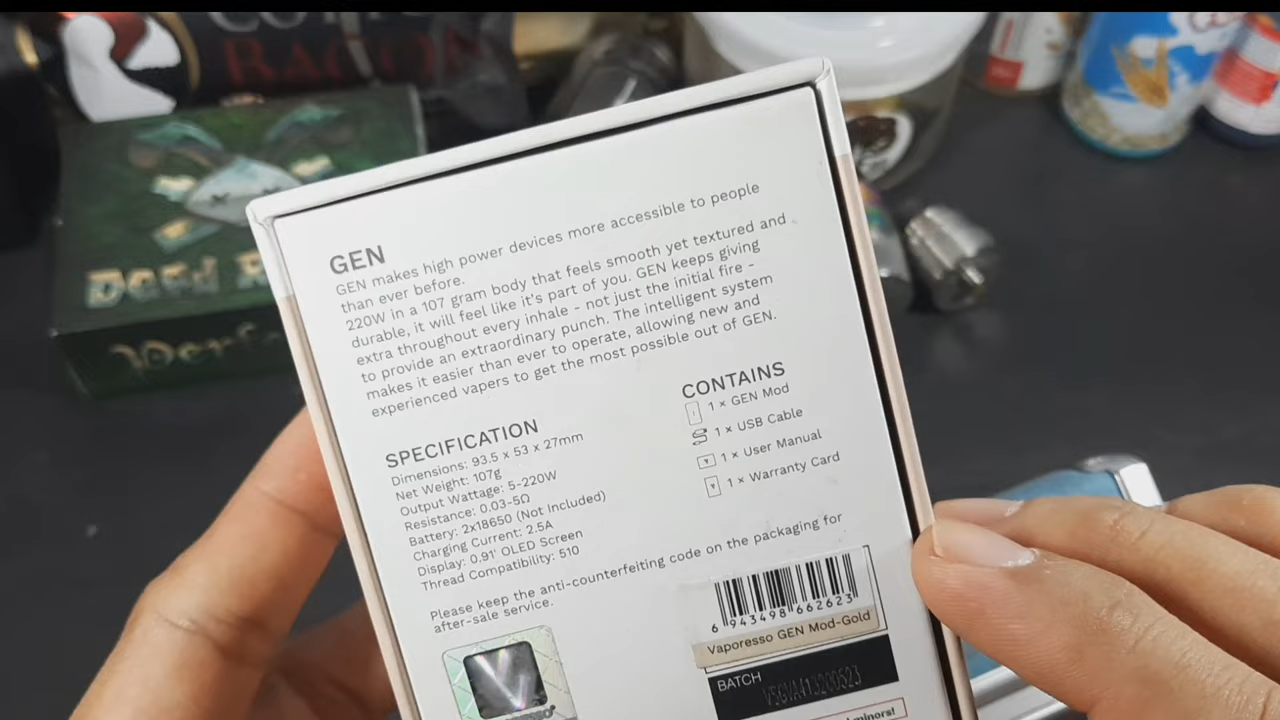 BACON
GEN
GEN makes high power devices more accessible to people
than ever before.
220W in a 107 gram body that feels smooth yet textured and
durable, it will feel like it's part of you. GEN keeps giving
extra throughout every inhale - not just the initial fire -
to provide an extraordinary punch. The intelligent system
makes it easier than ever to operate, allowing new and
experienced vapers to get the most possible out of GEN.
SPECIFICATION
Dimensions: 93.5 x 53 x 27mm
Net Weight: 107g
Output Wattage: 5-220W
Resistance: 0.03-5Ω
Battery: 2x18650 (Not Included)
Charging Current: 2.5A
Display: 0.91' OLED Screen
Thread Compatibility: 510
CONTAINS
1 × GEN Mod
1 × USB Cable
1 × User Manual
1 × Warranty Card
Please keep the anti-counterfeiting code on the packaging for
after-sale service.
6 943498 662623
Vaporesso GEN Mod-Gold
BATCH
minors!